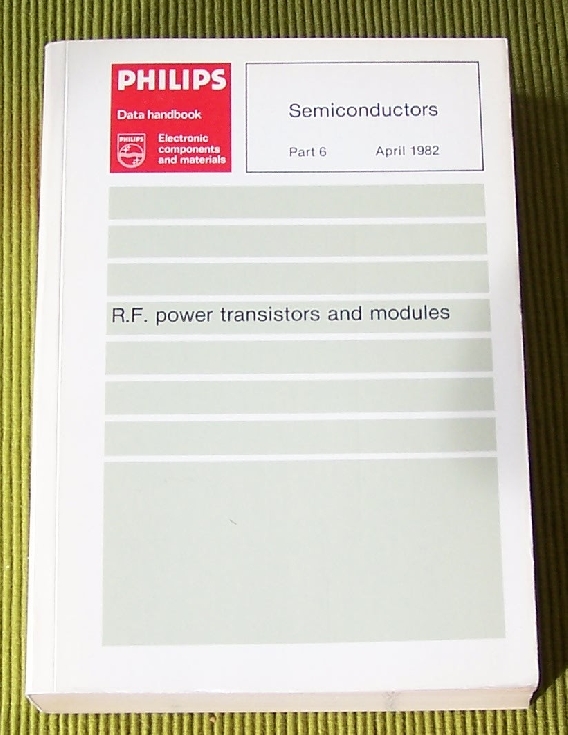 PHILIPS
Data handbook
PHILIPS
Electronic
components
and materials
Semiconductors
Part 6 April 1982
R.F. power transistors and modules